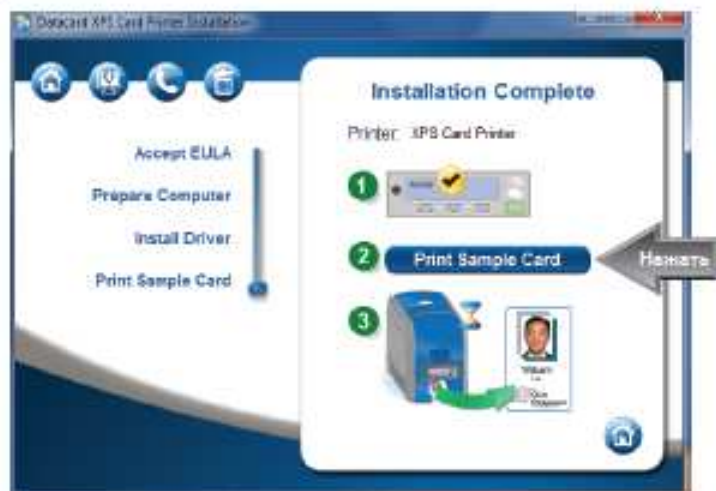 Datacard XPS Card Printer Installation
Installation Complete
Printer: XPS Card Printer
Accept EULA
Prepare Computer
Install Driver
Print Sample Card
1
2
Print Sample Card
Нажать
3